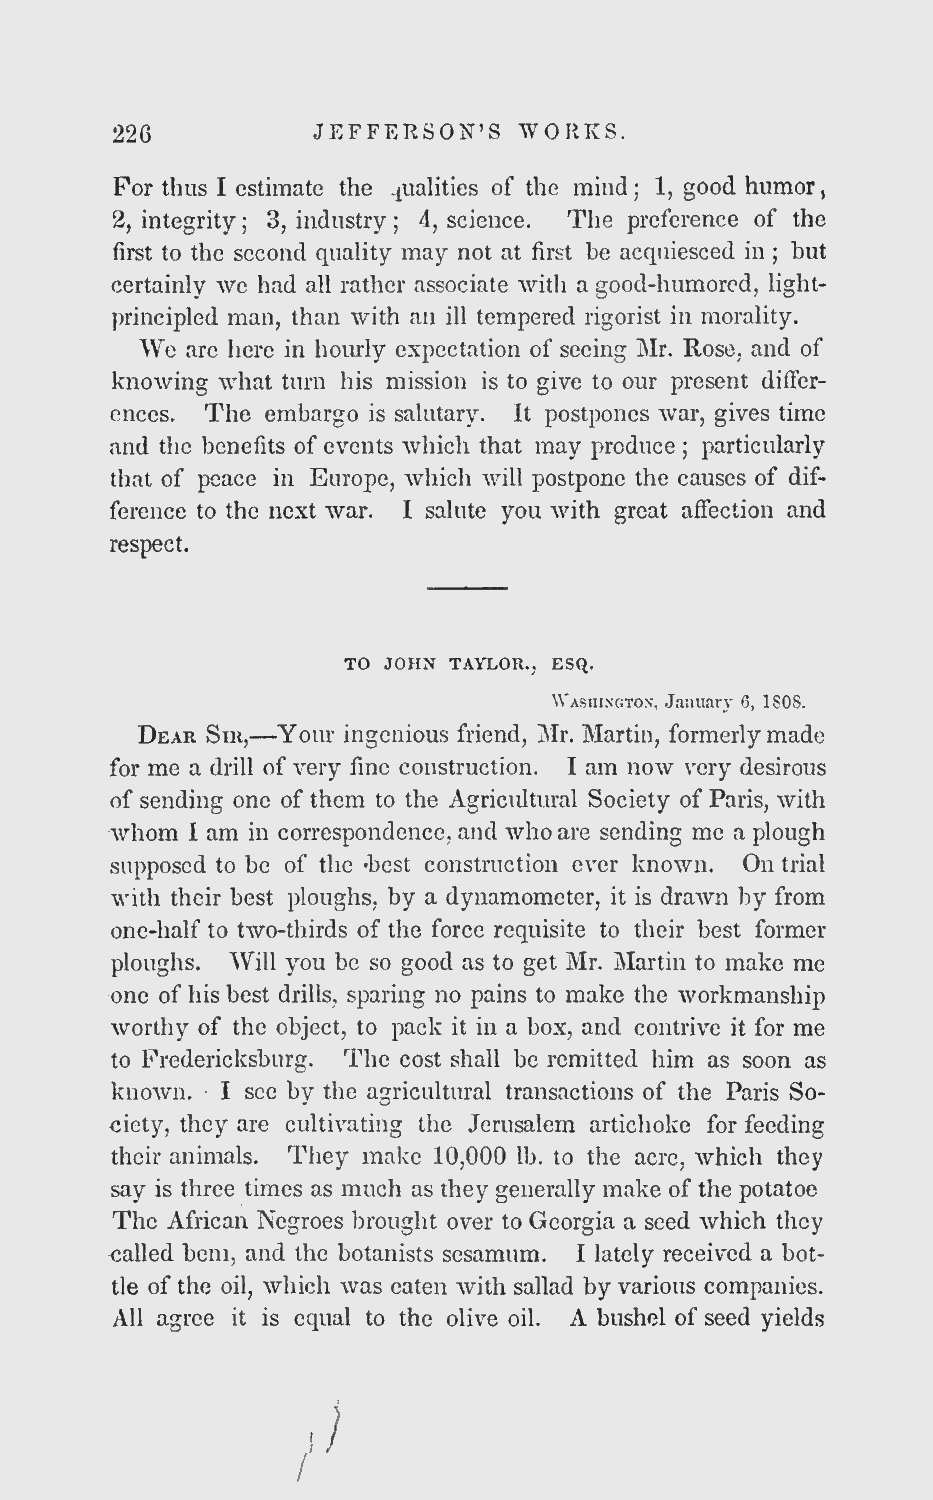 226 JEFFERSON'S WORKS.
For thus I estimate the qualities of the mind; 1, good humor,
2, integrity; 3, industry; 4, science. The preference of the
first to the second quality may not at first be acquiesced in; but
certainly we had all rather associate with a good-humored, light-
principled man, than with an ill tempered rigorist in morality.
We are here in hourly expectation of seeing Mr. Rose, and of
knowing what turn his mission is to give to our present differ-
ences. The embargo is salutary. It postpones war, gives time
and the benefits of events which that may produce; particularly
that of peace in Europe, which will postpone the causes of dif-
ference to the next war. I salute you with great affection and
respect.
TO JOHN TAYLOR., ESQ.
WASHINGTON, January 6, 1808.
DEAR SIR,—Your ingenious friend, Mr. Martin, formerly made
for me a drill of very fine construction. I am now very desirous
of sending one of them to the Agricultural Society of Paris, with
whom I am in correspondence, and who are sending me a plough
supposed to be of the best construction ever known. On trial
with their best ploughs, by a dynamometer, it is drawn by from
one-half to two-thirds of the force requisite to their best former
ploughs. Will you be so good as to get Mr. Martin to make me
one of his best drills, sparing no pains to make the workmanship
worthy of the object, to pack it in a box, and contrive it for me
to Fredericksburg. The cost shall be remitted him as soon as
known. I see by the agricultural transactions of the Paris So-
ciety, they are cultivating the Jerusalem artichoke for feeding
their animals. They make 10,000 lb. to the acre, which they
say is three times as much as they generally make of the potatoe
The African Negroes brought over to Georgia a seed which they
called beni, and the botanists sesamum. I lately received a bot-
tle of the oil, which was eaten with sallad by various companies.
All agree it is equal to the olive oil. A bushel of seed yields